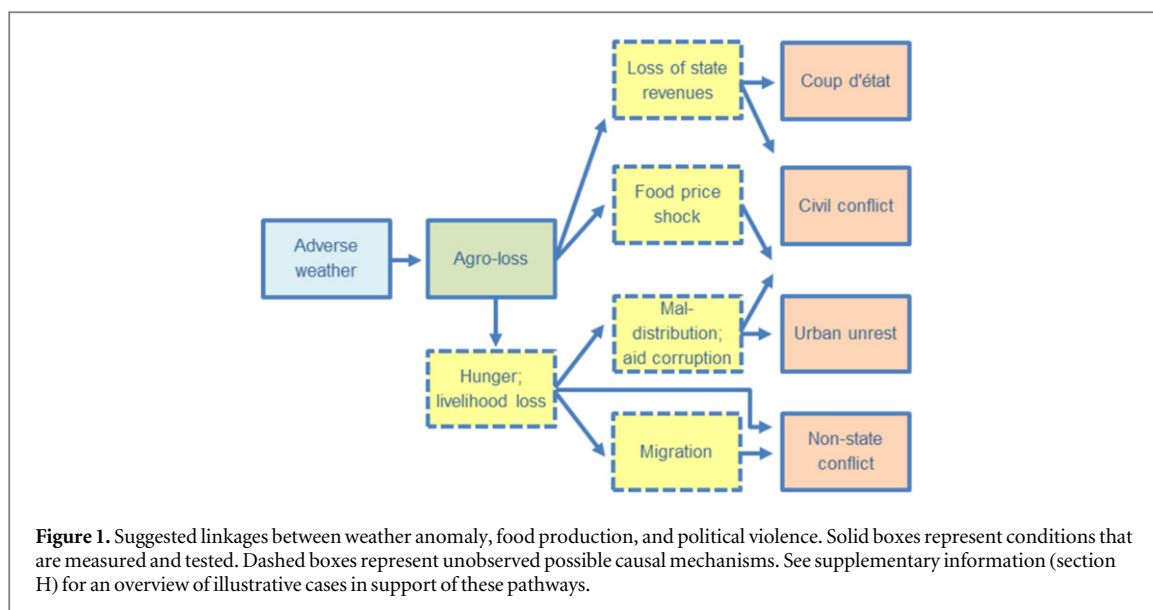 Loss of state
revenues
Coup d'état
Food price
shock
Civil conflict
Adverse
weather
Agro-loss
Mal-
distribution;
aid corruption
Urban unrest
Hunger;
livelihood loss
Migration
Non-state
conflict
Figure 1. Suggested linkages between weather anomaly, food production, and political violence. Solid boxes represent conditions that
are measured and tested. Dashed boxes represent unobserved possible causal mechanisms. See supplementary information (section
H) for an overview of illustrative cases in support of these pathways.